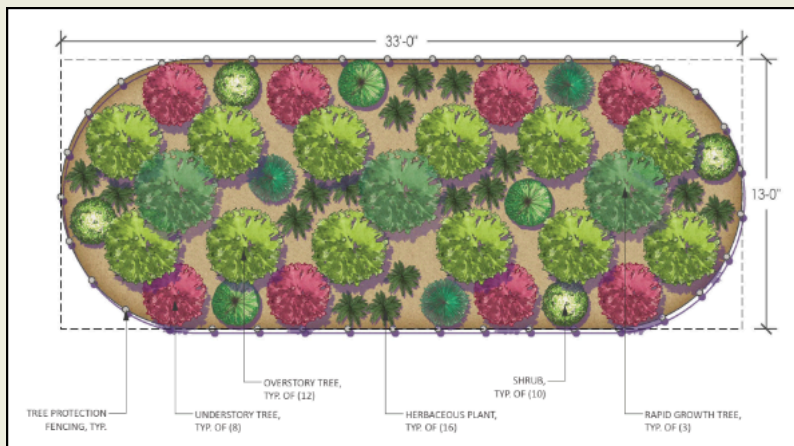 33'-0"
13'-0"
OVERSTORY TREE,
TYP. OF (12)
SHRUB,
TYP. OF (10)
TREE PROTECTION
FENCING, TYP.
UNDERSTORY TREE,
TYP. OF (8)
HERBACEOUS PLANT,
TYP. OF (16)
RAPID GROWTH TREE,
TYP. OF (3)